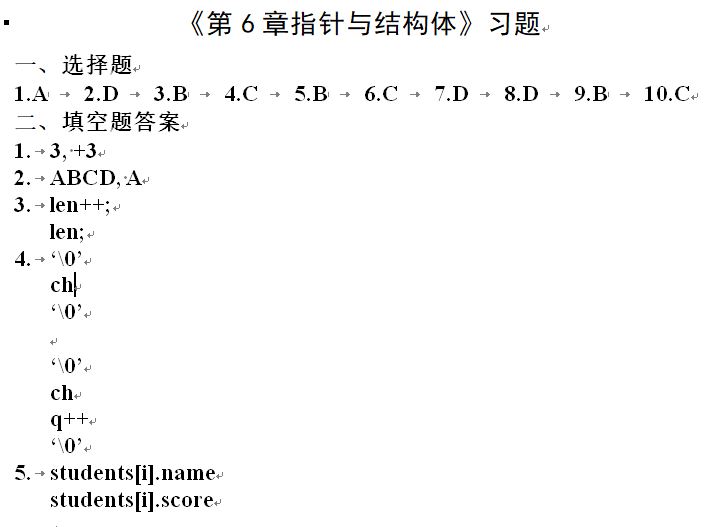 《第 6 章指针与结构体》习题
一、选择题
1.A 2.D 3.B 4.C 5.B 6.C 7.D 8.D 9.B 10.C
二、填空题答案
1. 3, +3
2. ABCD, A
3. len++;
len;
4. ‘\0’
ch
‘\0’
‘\0’
ch
q++
‘\0’
5. students[i].name
students[i].score